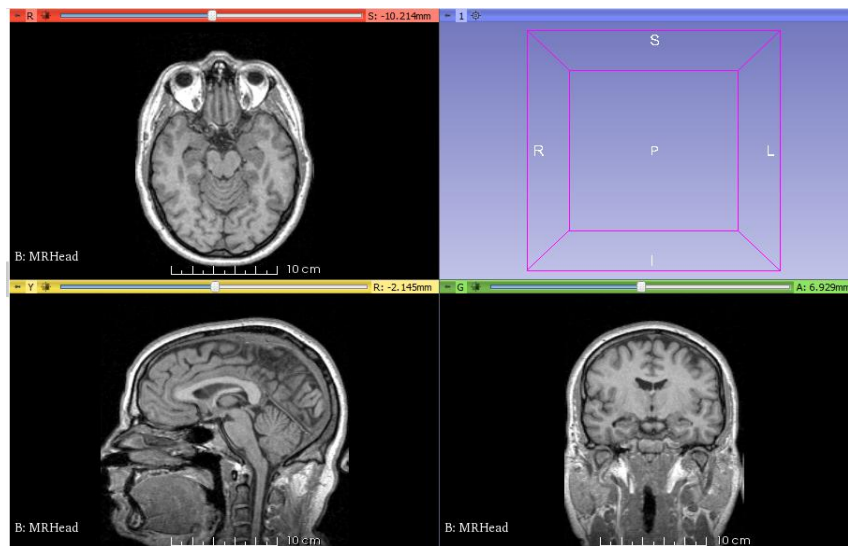 R S: -10.214mm
B: MRHead
10 cm
1
S
R P L
I
Y R: -2.145mm
B: MRHead
10 cm
G A: 6.929mm
B: MRHead
10 cm